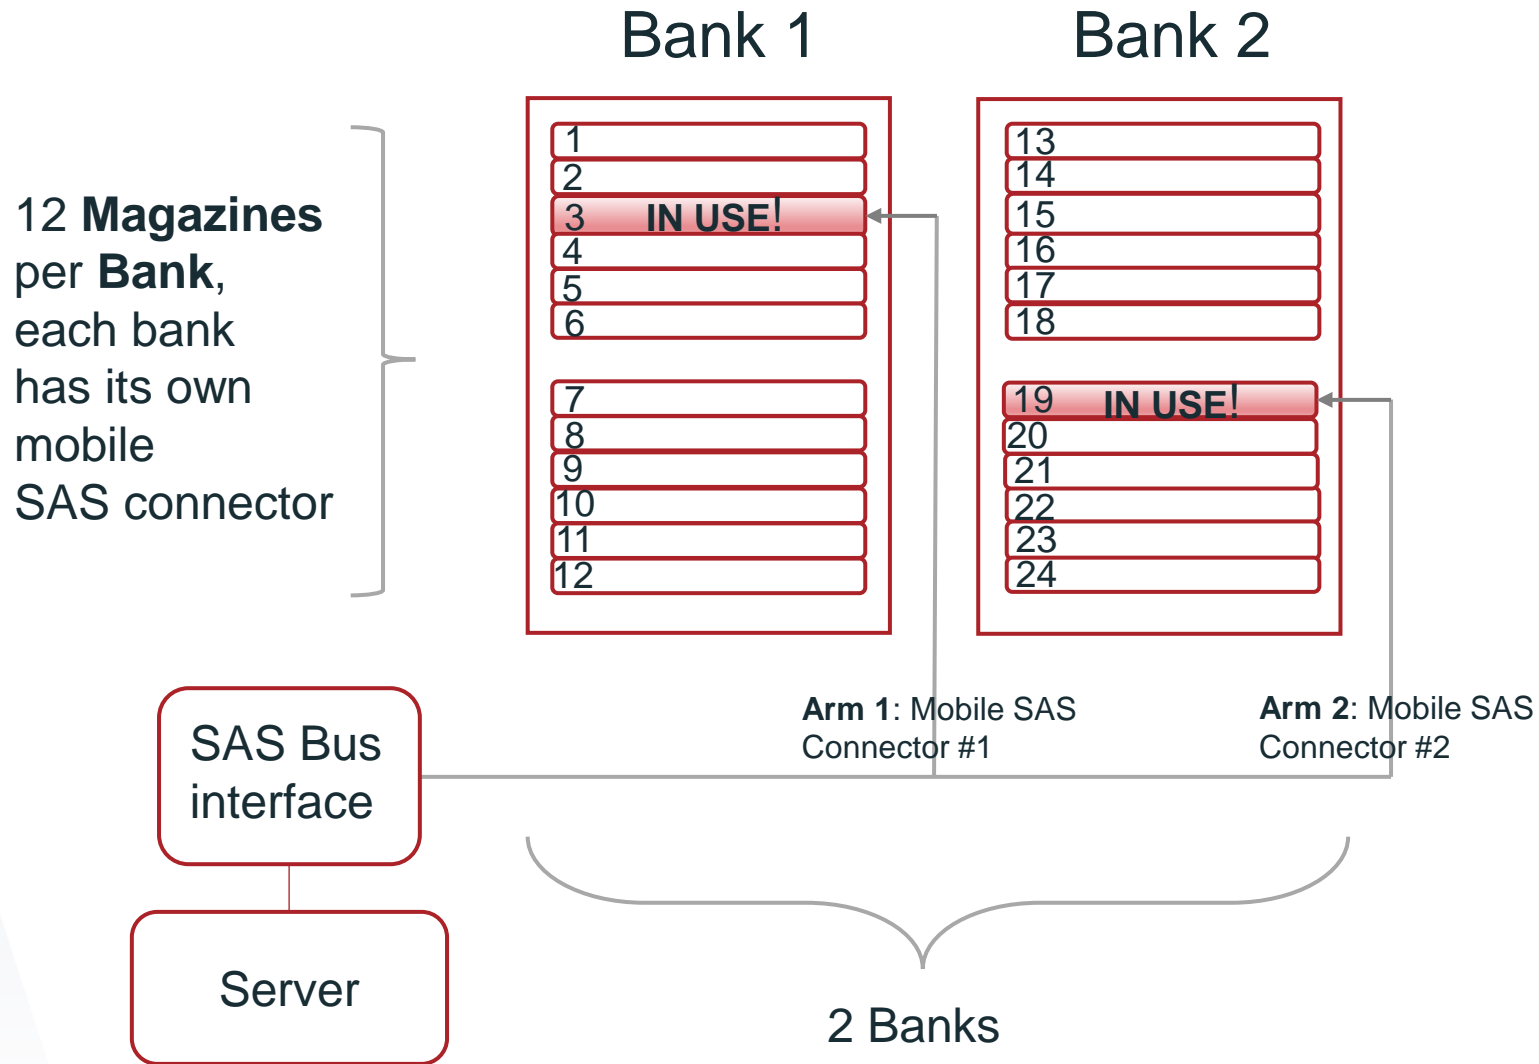 Bank 1
Bank 2
12 Magazines
per Bank,
each bank
has its own
mobile
SAS connector
1
2
3 IN USE!
4
5
6
7
8
9
10
11
12
13
14
15
16
17
18
19 IN USE!
20
21
22
23
24
Arm 1: Mobile SAS
Connector #1
Arm 2: Mobile SAS
Connector #2
SAS Bus
interface
Server
2 Banks